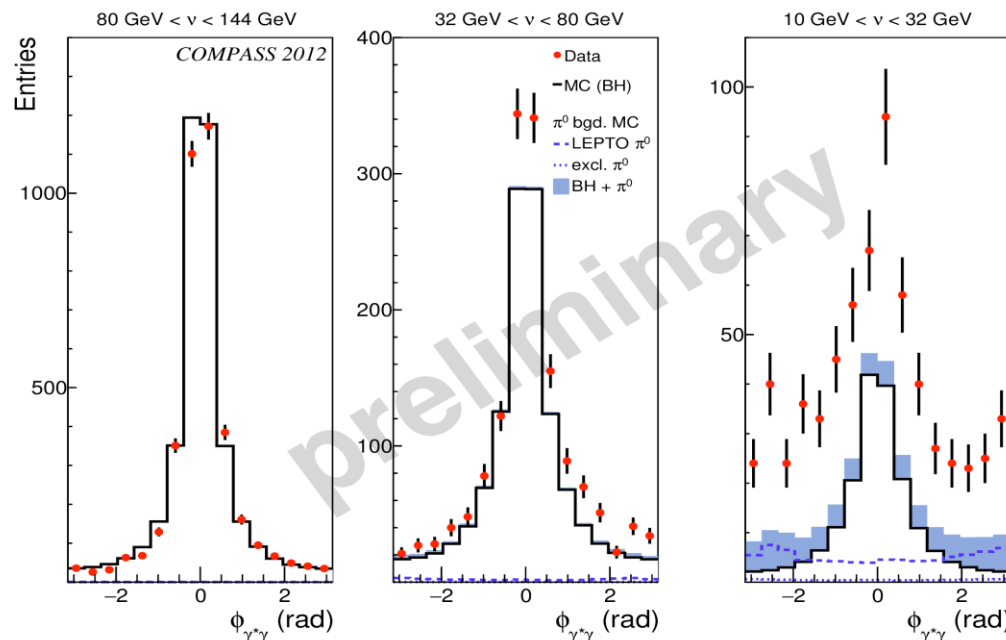 80 GeV < ν < 144 GeV
32 GeV < ν < 80 GeV
10 GeV < ν < 32 GeV
COMPASS 2012
Entries
1000
500
−2
0
2
ϕγ*γ (rad)
400
300
200
100
Data
MC (BH)
π⁰ bgd. MC
LEPTO π⁰
excl. π⁰
BH + π⁰
−2
0
2
ϕγ*γ (rad)
100
50
−2
0
2
ϕγ*γ (rad)
preliminary